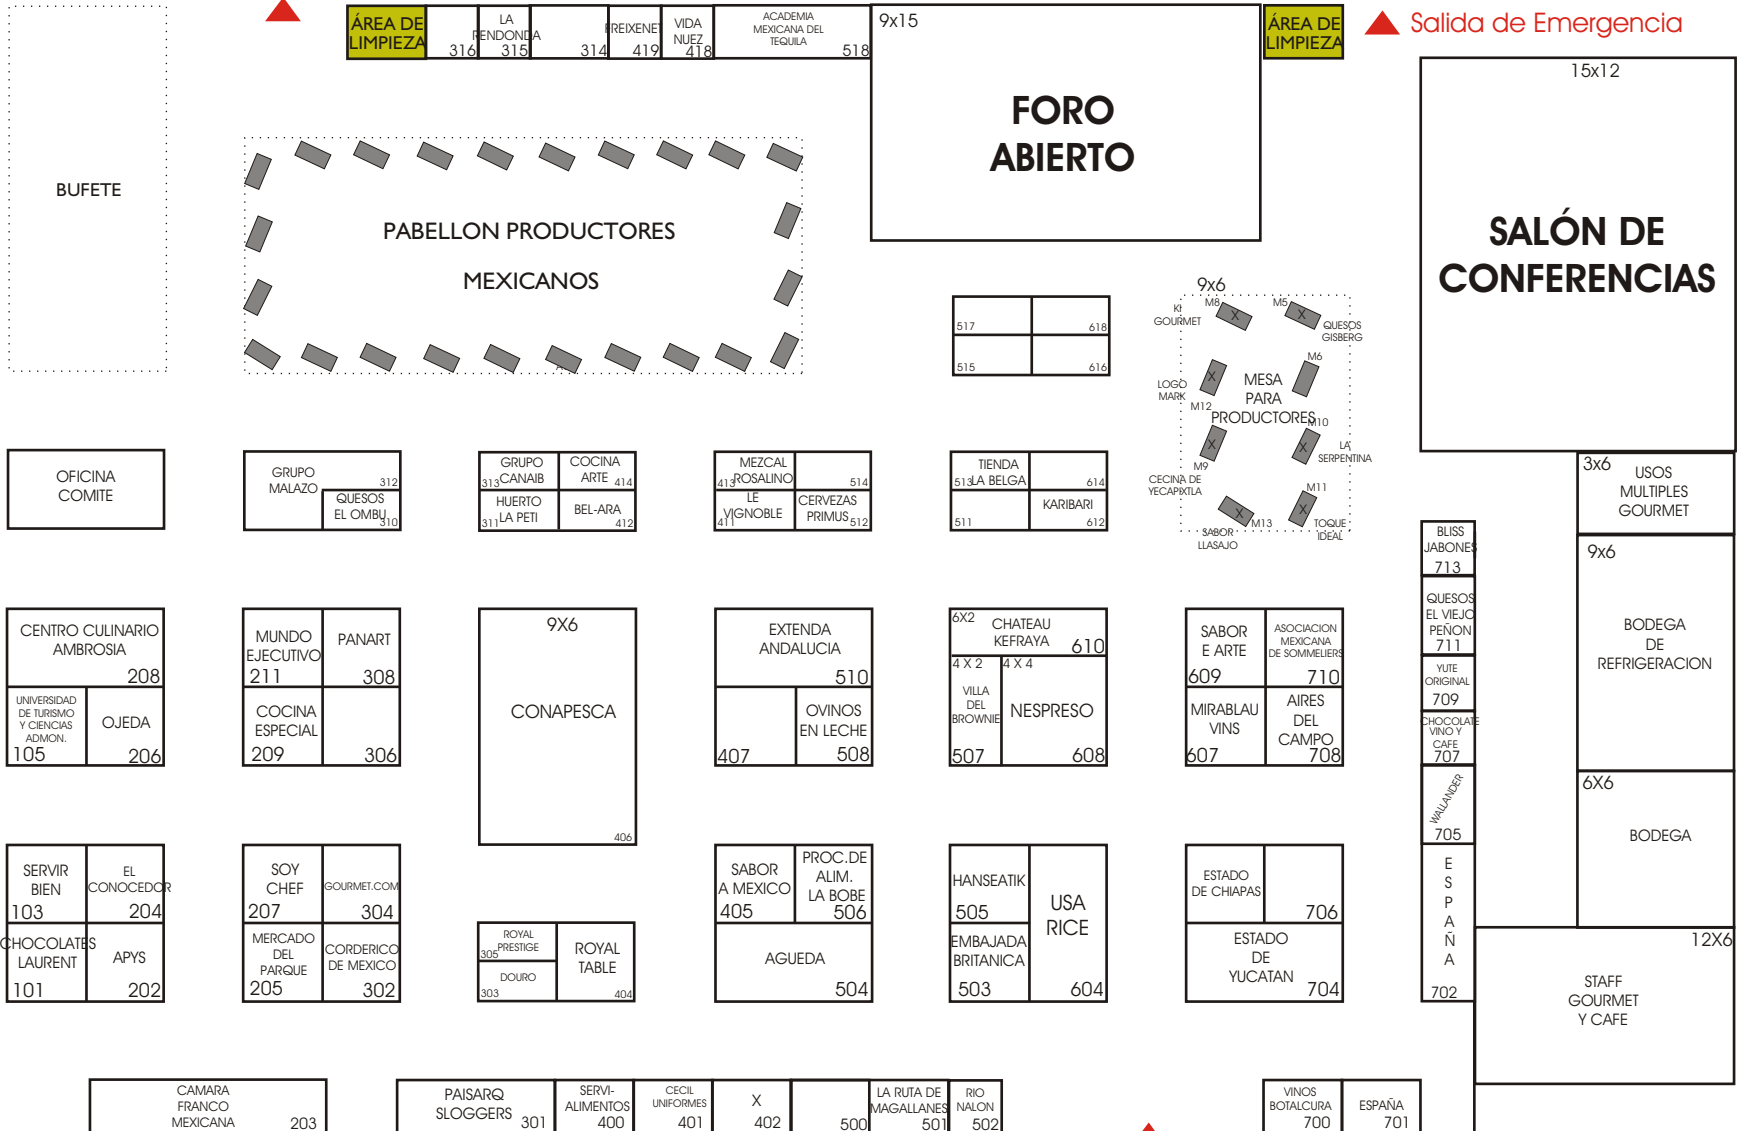 ÁREA DE
LIMPIEZA
316
LA
RENDONDA
315
314
FREIXENET
419
VIDA
NUEZ
418
ACADEMIA
MEXICANA DEL
TEQUILA
518
9x15
FORO
ABIERTO
ÁREA DE
LIMPIEZA
Salida de Emergencia
15x12
SALÓN DE
CONFERENCIAS
BUFETE
PABELLON PRODUCTORES
MEXICANOS
517
618
515
616
9x6
M8
M5
KI
GOURMET
X
X
QUESOS
GISBERG
M6
LOGO
MARK
X
M12
MESA
PARA
PRODUCTORES
M10
X
X
LA
SERPENTINA
M9
CECINA DE
YECAPIXTLA
M11
X
X
M13
SABOR
LLASAJO
TOQUE
IDEAL
OFICINA
COMITE
GRUPO
MALAZO
312
QUESOS
EL OMBU
310
GRUPO
CANAIB
313
COCINA
ARTE
414
HUERTO
LA PETI
311
BEL-ARA
412
MEZCAL
ROSALINO
413
514
LE
VIGNOBLE
411
CERVEZAS
PRIMUS
512
TIENDA
LA BELGA
513
614
511
KARIBARI
612
3x6
USOS
MULTIPLES
GOURMET
9x6
BODEGA
DE
REFRIGERACION
6X6
BODEGA
12X6
STAFF
GOURMET
Y CAFE
BLISS
JABONES
713
QUESOS
EL VIEJO
PEÑON
711
YUTE
ORIGINAL
709
CHOCOLATE
VINO Y
CAFE
707
WALLANDER
705
E
S
P
A
Ñ
A
702
CENTRO CULINARIO
AMBROSIA
208
UNIVERSIDAD
DE TURISMO
Y CIENCIAS
ADMON.
105
OJEDA
206
MUNDO
EJECUTIVO
211
PANART
308
COCINA
ESPECIAL
209
306
9X6
CONAPESCA
406
EXTENDA
ANDALUCIA
510
407
OVINOS
EN LECHE
508
6X2
CHATEAU
KEFRAYA
610
4 X 2
VILLA
DEL
BROWNIE
507
4 X 4
NESPRESO
608
SABOR
E ARTE
609
ASOCIACION
MEXICANA
DE SOMMELIERS
710
MIRABLAU
VINS
607
AIRES
DEL
CAMPO
708
SERVIR
BIEN
103
EL
CONOCEDOR
204
CHOCOLATES
LAURENT
101
APYS
202
SOY
CHEF
207
GOURMET.COM
304
MERCADO
DEL
PARQUE
205
CORDERICO
DE MEXICO
302
ROYAL
PRESTIGE
305
DOURO
303
ROYAL
TABLE
404
SABOR
A MEXICO
405
PROC.DE
ALIM.
LA BOBE
506
AGUEDA
504
HANSEATIK
505
EMBAJADA
BRITANICA
503
USA
RICE
604
ESTADO
DE CHIAPAS
706
ESTADO
DE
YUCATAN
704
CAMARA
FRANCO
MEXICANA
203
PAISARQ
SLOGGERS
301
SERVI-
ALIMENTOS
400
CECIL
UNIFORMES
401
X
402
500
LA RUTA DE
MAGALLANES
501
RIO
NALON
502
VINOS
BOTALCURA
700
ESPAÑA
701